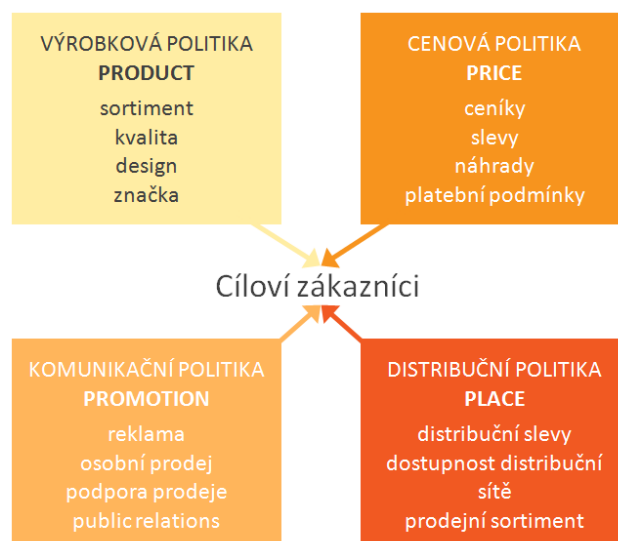 VÝROBKOVÁ POLITIKA
PRODUCT
sortiment
kvalita
design
značka
CENOVÁ POLITIKA
PRICE
ceníky
slevy
náhrady
platební podmínky
Cíloví zákazníci
KOMUNIKAČNÍ POLITIKA
PROMOTION
reklama
osobní prodej
podpora prodeje
public relations
DISTRIBUČNÍ POLITIKA
PLACE
distribuční slevy
dostupnost distribuční
sítě
prodejní sortiment